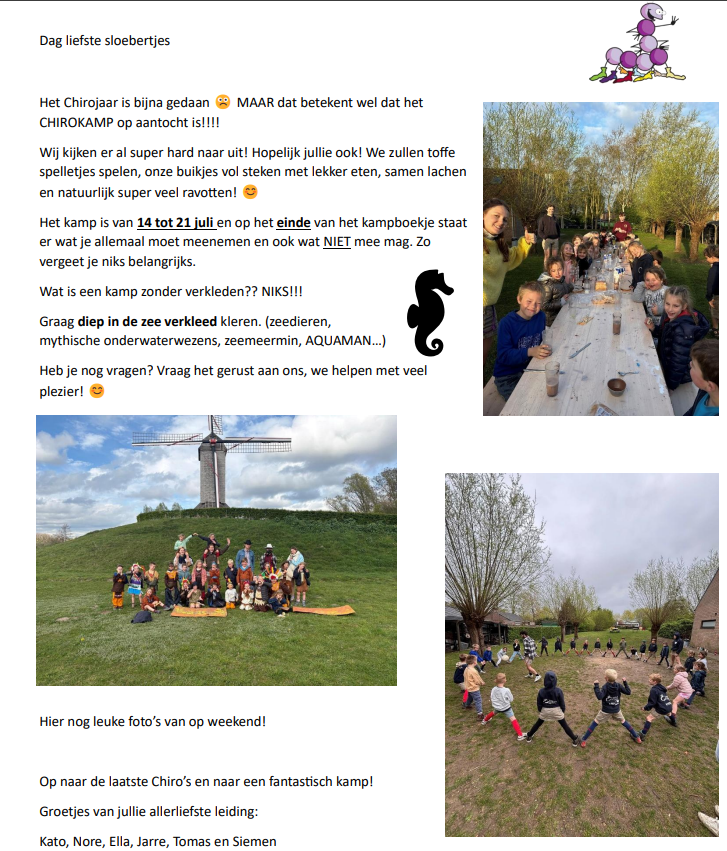 Dag liefste sloebertjes
Het Chirojaar is bijna gedaan 😩 MAAR dat betekent wel dat het
CHIROKAMP op aantocht is!!!!
Wij kijken er al super hard naar uit! Hopelijk jullie ook! We zullen toffe
spelletjes spelen, onze buikjes vol steken met lekker eten, samen lachen
en natuurlijk super veel ravotten! 😊
Het kamp is van 14 tot 21 juli en op het einde van het kampboekje staat
er wat je allemaal moet meenemen en ook wat NIET mee mag. Zo
vergeet je niks belangrijks.
Wat is een kamp zonder verkleden?? NIKS!!!
Graag diep in de zee verkleed kleren. (zeedieren,
mythische onderwaterwezens, zeemeermin, AQUAMAN…)
Heb je nog vragen? Vraag het gerust aan ons, we helpen met veel
plezier! 😊
Hier nog leuke foto’s van op weekend!
Op naar de laatste Chiro’s en naar een fantastisch kamp!
Groetjes van jullie allerliefste leiding:
Kato, Nore, Ella, Jarre, Tomas en Siemen